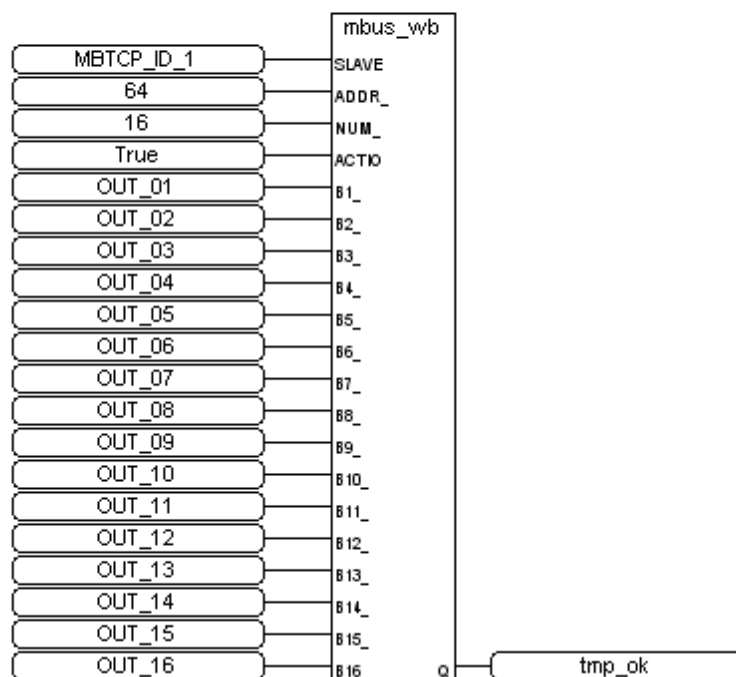 mbus_wb
MBTCP_ID_1 SLAVE
64 ADDR_
16 NUM_
True ACTIO
OUT_01 B1_
OUT_02 B2_
OUT_03 B3_
OUT_04 B4_
OUT_05 B5_
OUT_06 B6_
OUT_07 B7_
OUT_08 B8_
OUT_09 B9_
OUT_10 B10_
OUT_11 B11_
OUT_12 B12_
OUT_13 B13_
OUT_14 B14_
OUT_15 B15_
OUT_16 B16 Q tmp_ok